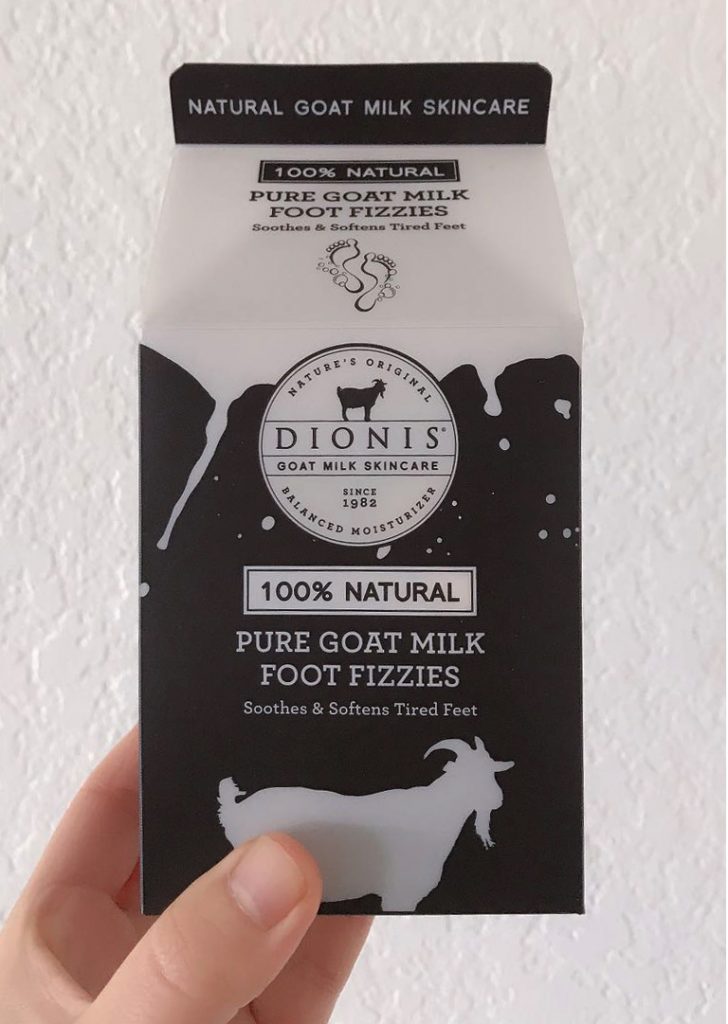 NATURAL GOAT MILK SKINCARE
100% NATURAL
PURE GOAT MILK
FOOT FIZZIES
Soothes & Softens Tired Feet
NATURE'S ORIGINAL
DIONIS®
GOAT MILK SKINCARE
SINCE
1982
BALANCED MOISTURIZER
100% NATURAL
PURE GOAT MILK
FOOT FIZZIES
Soothes & Softens Tired Feet